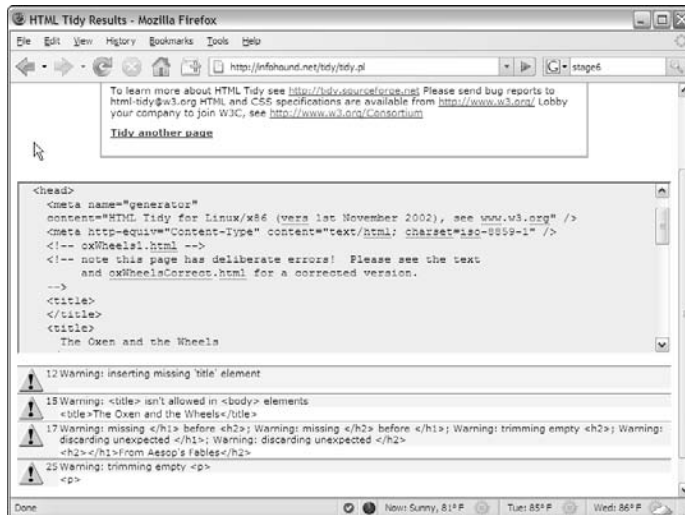 HTML Tidy Results - Mozilla Firefox
File Edit View History Bookmarks Tools Help
http://infohound.net/tidy/tidy.pl
G stage6
To learn more about HTML Tidy see http://tidy.sourceforge.net Please send bug reports to
html-tidy@w3.org HTML and CSS specifications are available from http://www.w3.org/ Lobby
your company to join W3C, see http://www.w3.org/Consortium
Tidy another page
<head>
<meta name="generator"
content="HTML Tidy for Linux/x86 (vers 1st November 2002), see www.w3.org" />
<meta http-equiv="Content-Type" content="text/html; charset=iso-8859-1" />
<!-- oxWheels1.html -->
<!-- note this page has deliberate errors! Please see the text
and oxWheelsCorrect.html for a corrected version.
-->
<title>
</title>
<title>
The Oxen and the Wheels
12 Warning: inserting missing 'title' element
15 Warning: <title> isn't allowed in <body> elements
<title>The Oxen and the Wheels</title>
17 Warning: missing </h1> before <h2>; Warning: missing </h2> before </h1>; Warning: trimming empty <h2>; Warning:
discarding unexpected </h1>; Warning: discarding unexpected </h2>
<h2></h1>From Aesop's Fables</h2>
25 Warning: trimming empty <p>
<p>
Done
Now: Sunny, 81° F
Tue: 85° F
Wed: 86° F